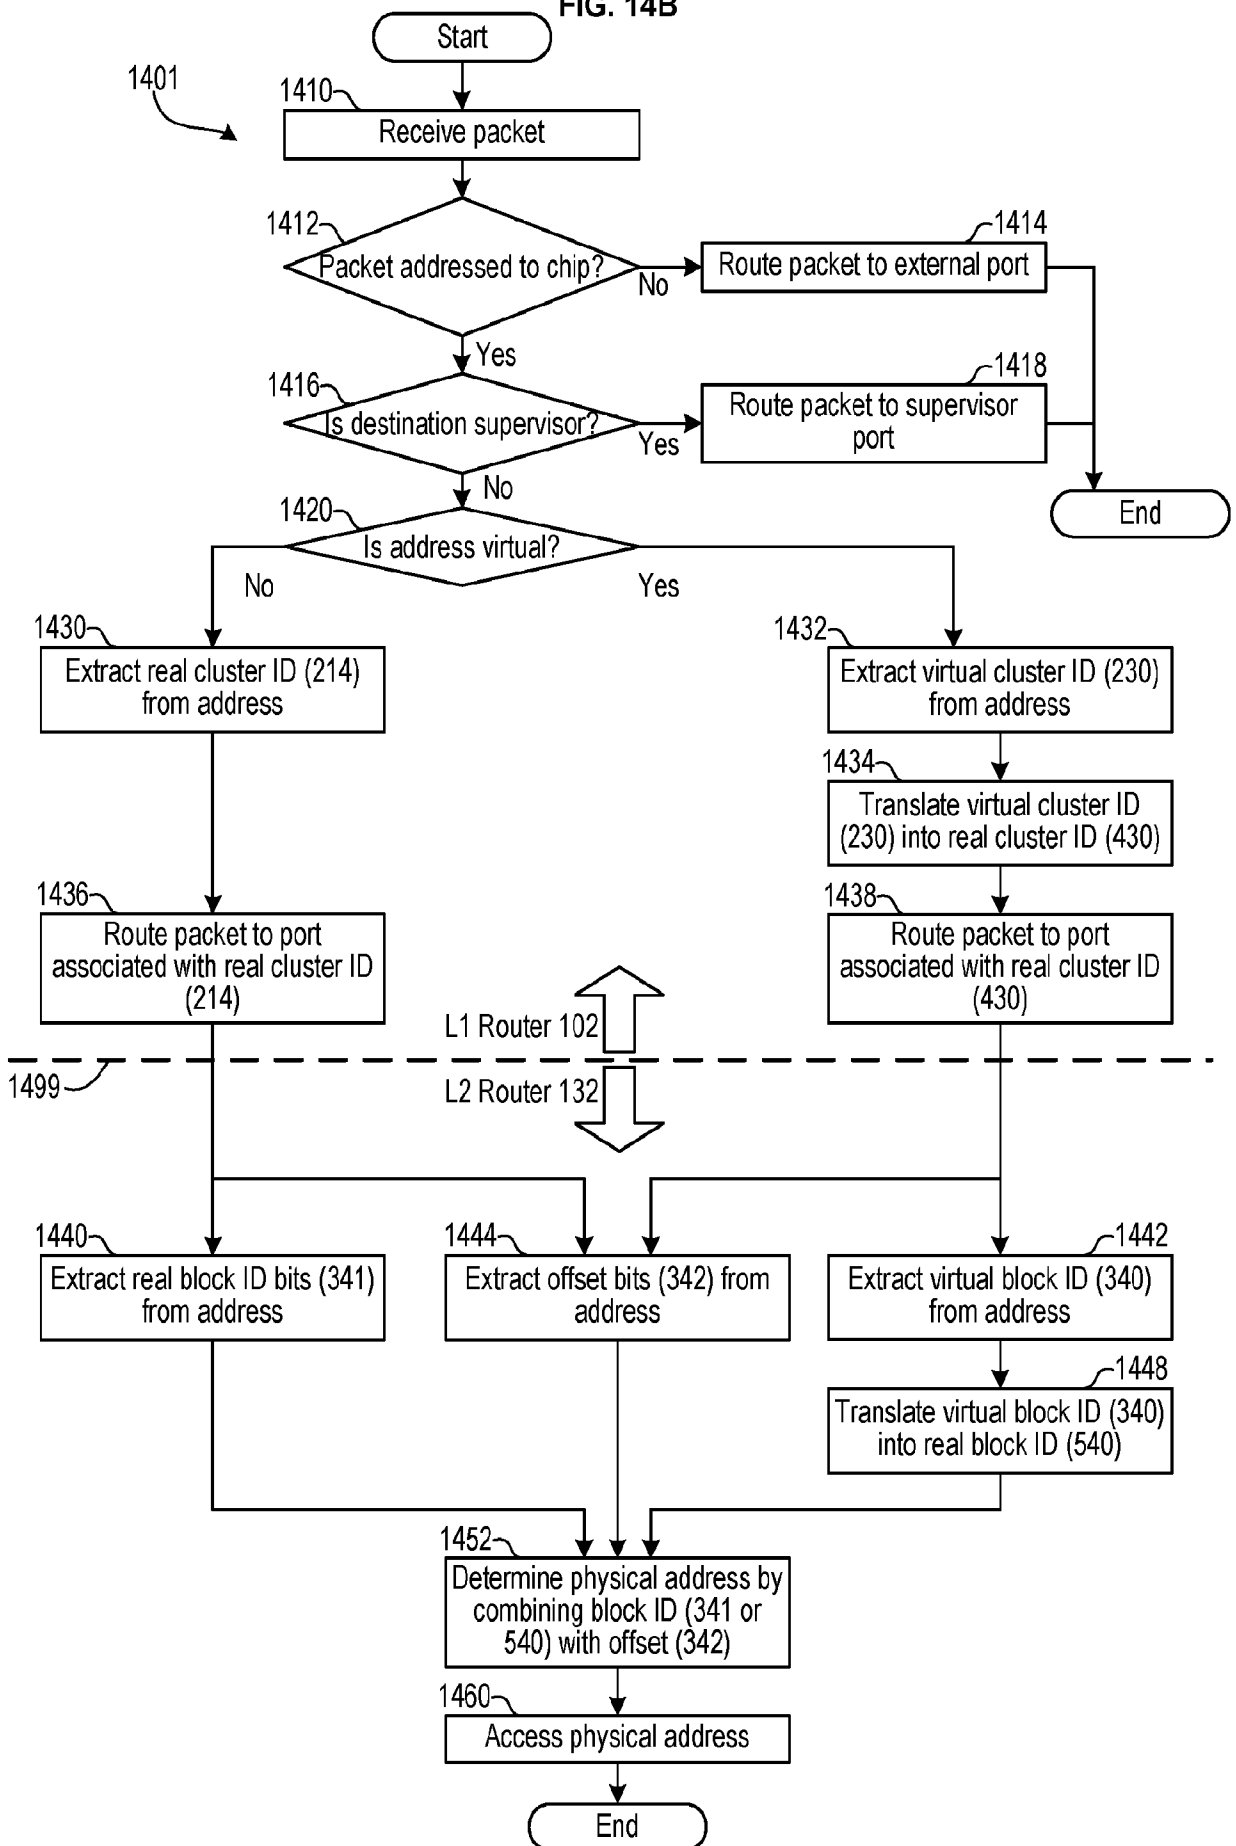 FIG. 14B
Start
1401
1410
Receive packet
1412
Packet addressed to chip?
No
1414
Route packet to external port
Yes
1416
Is destination supervisor?
Yes
1418
Route packet to supervisor
port
No
End
1420
Is address virtual?
No
Yes
1430
Extract real cluster ID (214)
from address
1432
Extract virtual cluster ID (230)
from address
1434
Translate virtual cluster ID
(230) into real cluster ID (430)
1436
Route packet to port
associated with real cluster ID
(214)
1438
Route packet to port
associated with real cluster ID
(430)
L1 Router 102
1499
L2 Router 132
1440
Extract real block ID bits (341)
from address
1444
Extract offset bits (342) from
address
1442
Extract virtual block ID (340)
from address
1448
Translate virtual block ID (340)
into real block ID (540)
1452
Determine physical address by
combining block ID (341 or
540) with offset (342)
1460
Access physical address
End